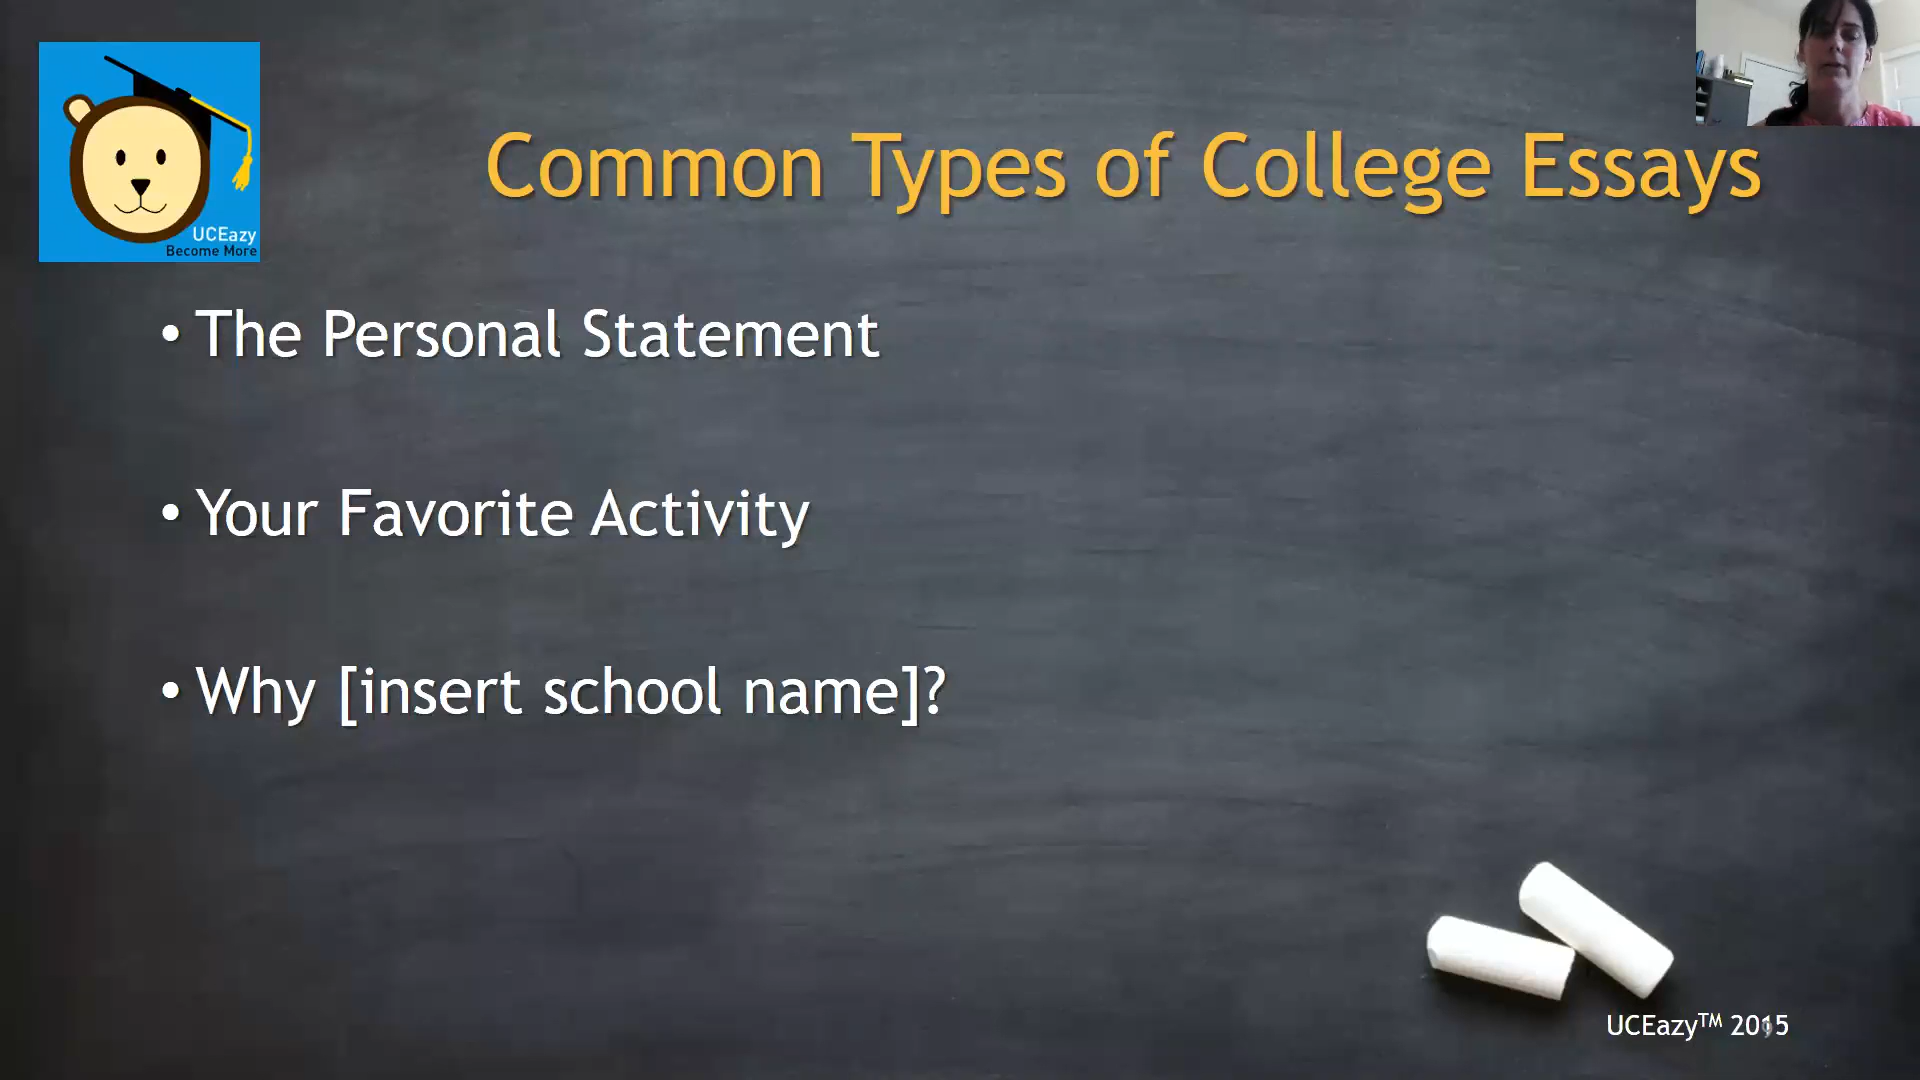 UCEazy
Become More
Common Types of College Essays
• The Personal Statement
• Your Favorite Activity
• Why [insert school name]?
UCEazy™ 2015